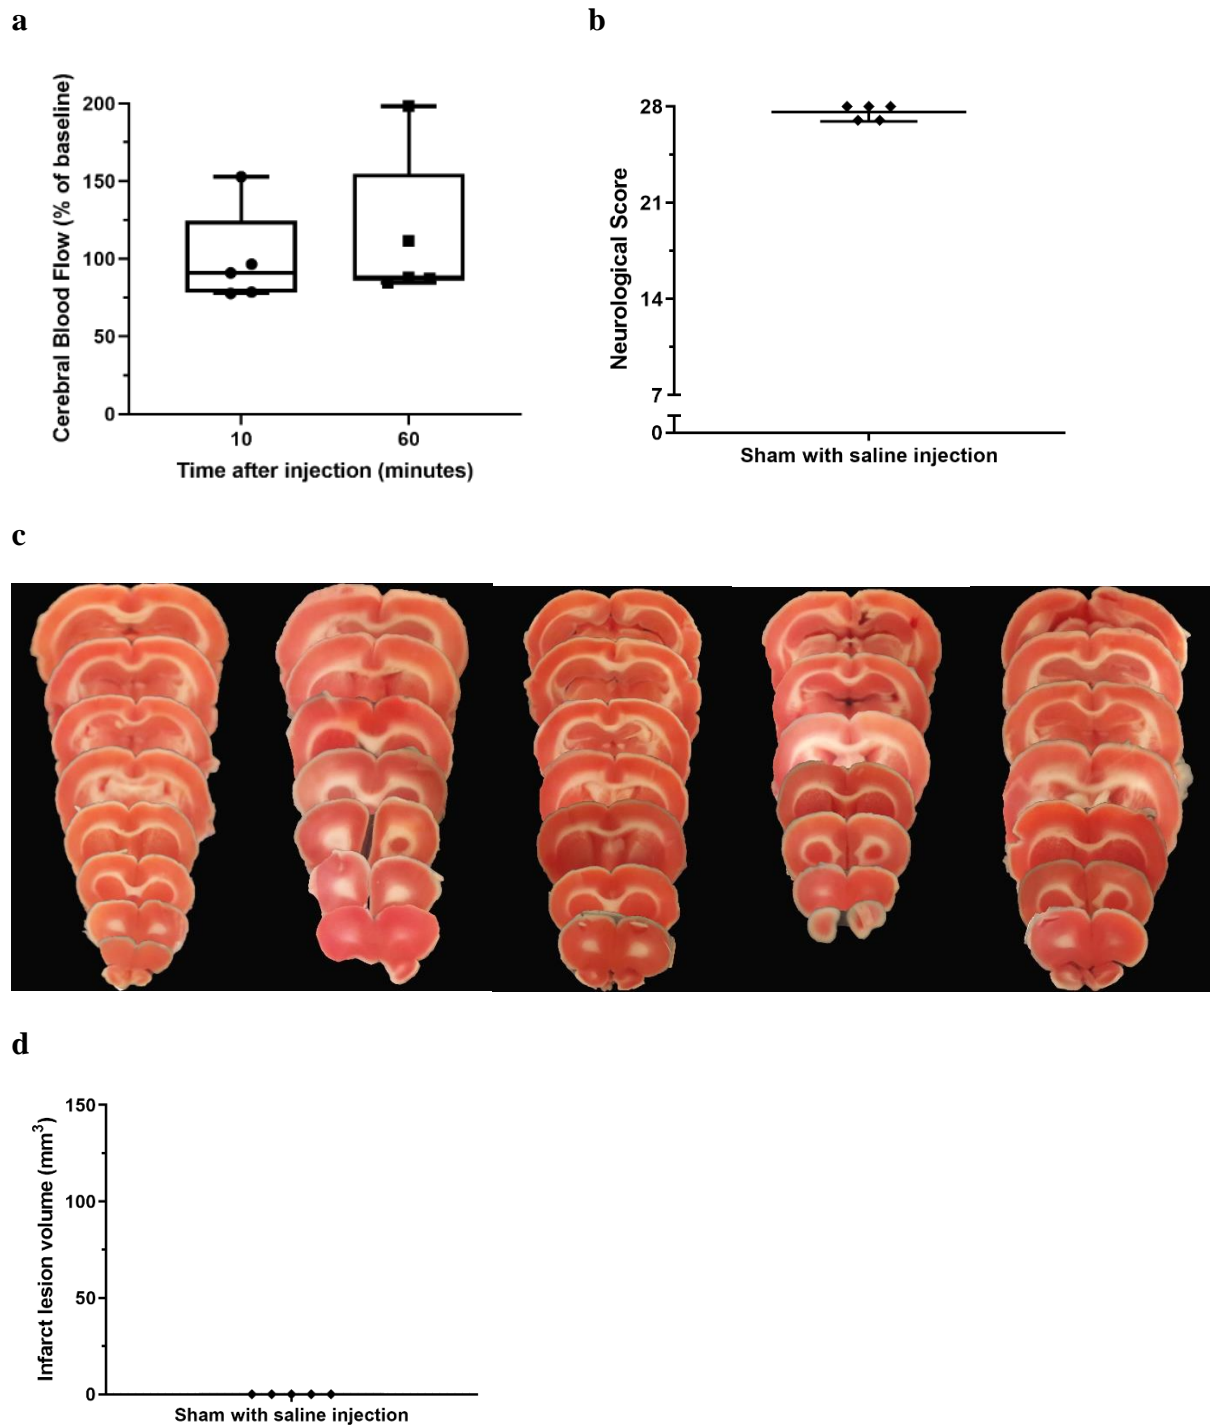 a
b
Cerebral Blood Flow (% of baseline)
200
150
100
50
0
10
60
Time after injection (minutes)
Neurological Score
28
21
14
7
0
Sham with saline injection
c
d
Infarct lesion volume (mm³)
150
100
50
0
Sham with saline injection